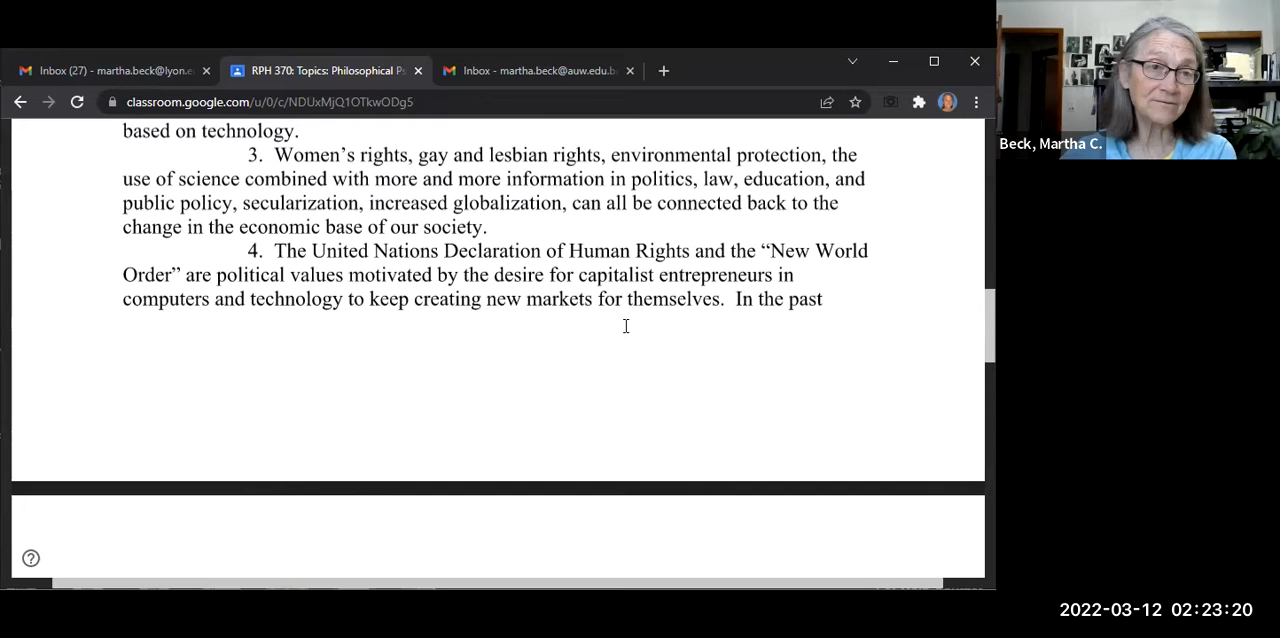 Inbox (27) - martha.beck@lyon.e
RPH 370: Topics: Philosophical Ps
Inbox - martha.beck@auw.edu.b
classroom.google.com/u/0/c/NDUxMjQ1OTkwODg5
Beck, Martha C.
based on technology.
3. Women's rights, gay and lesbian rights, environmental protection, the
use of science combined with more and more information in politics, law, education, and
public policy, secularization, increased globalization, can all be connected back to the
change in the economic base of our society.
4. The United Nations Declaration of Human Rights and the “New World
Order” are political values motivated by the desire for capitalist entrepreneurs in
computers and technology to keep creating new markets for themselves. In the past
2022-03-12 02:23:20